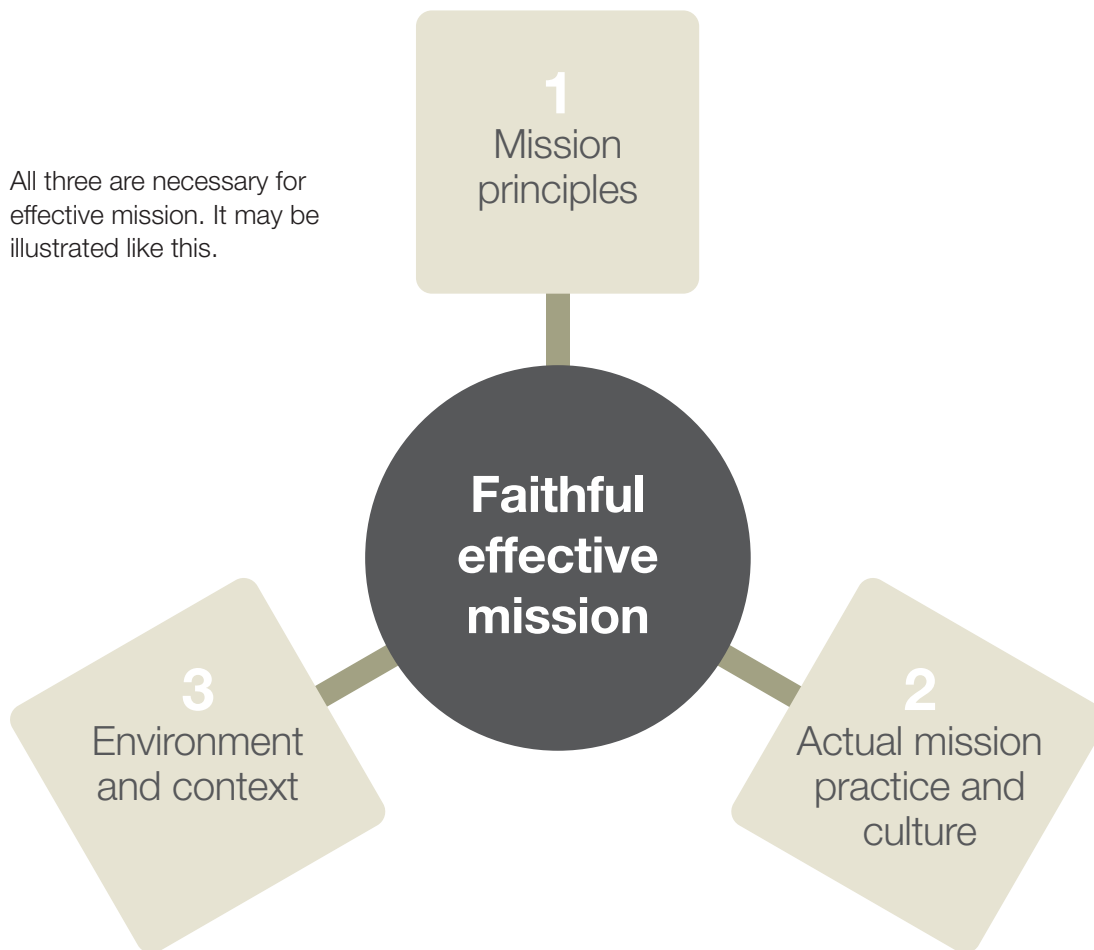 All three are necessary for
effective mission. It may be
illustrated like this.
1
Mission
principles
Faithful
effective
mission
3
Environment
and context
2
Actual mission
practice and
culture